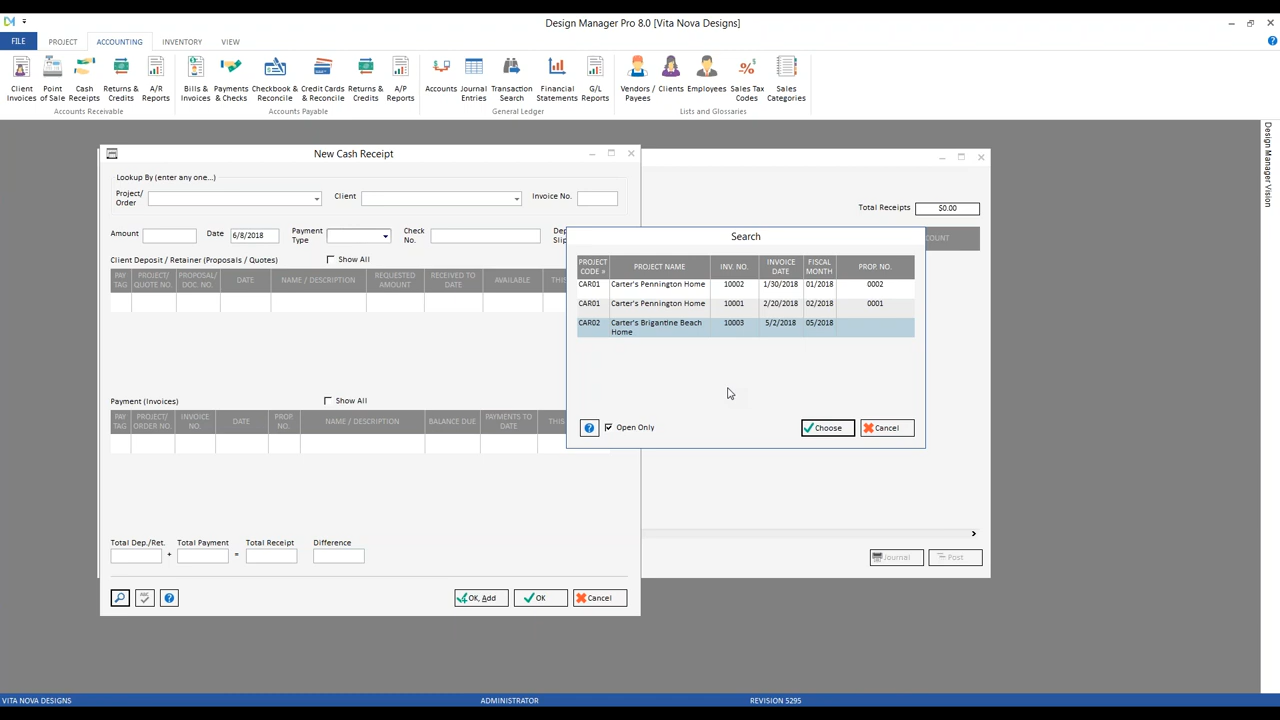 Design Manager Pro 8.0 [Vita Nova Designs]
FILE PROJECT ACCOUNTING INVENTORY VIEW
Client Invoices
Point of Sale
Cash Receipts
Returns & Credits
A/R Reports
Bills & Invoices
Payments & Checks
Checkbook & Reconcile
Credit Cards & Reconcile
Returns & Credits
A/P Reports
Accounts
Journal Entries
Transaction Search
Financial Statements
G/L Reports
Vendors / Payees
Clients
Employees
Sales Tax Codes
Sales Categories
Accounts Receivable
Accounts Payable
General Ledger
Lists and Glossaries
Design Manager Vision
New Cash Receipt
Lookup By (enter any one...)
Project/ Order
Client
Invoice No.
Amount
Date 6/8/2018
Payment Type
Check No.
Dep Slip
Client Deposit / Retainer (Proposals / Quotes)
Show All
PAY TAG
PROJECT/ QUOTE NO.
PROPOSAL/ DOC. NO.
DATE
NAME / DESCRIPTION
REQUESTED AMOUNT
RECEIVED TO DATE
AVAILABLE
THIS
Payment (Invoices)
Show All
PAY TAG
PROJECT/ ORDER NO.
INVOICE NO.
DATE
PROP. NO.
NAME / DESCRIPTION
BALANCE DUE
PAYMENTS TO DATE
THIS
Total Dep./Ret.
+
Total Payment
=
Total Receipt
Difference
OK, Add
OK
Cancel
Total Receipts $0.00
OUNT
Search
PROJECT CODE
PROJECT NAME
INV. NO.
INVOICE DATE
FISCAL MONTH
PROP. NO.
CAR01 Carter's Pennington Home 10002 1/30/2018 01/2018 0002
CAR01 Carter's Pennington Home 10001 2/20/2018 02/2018 0001
CAR02 Carter's Brigantine Beach Home 10003 5/2/2018 05/2018
Open Only
Choose
Cancel
Journal
Post
VITA NOVA DESIGNS ADMINISTRATOR REVISION 5295